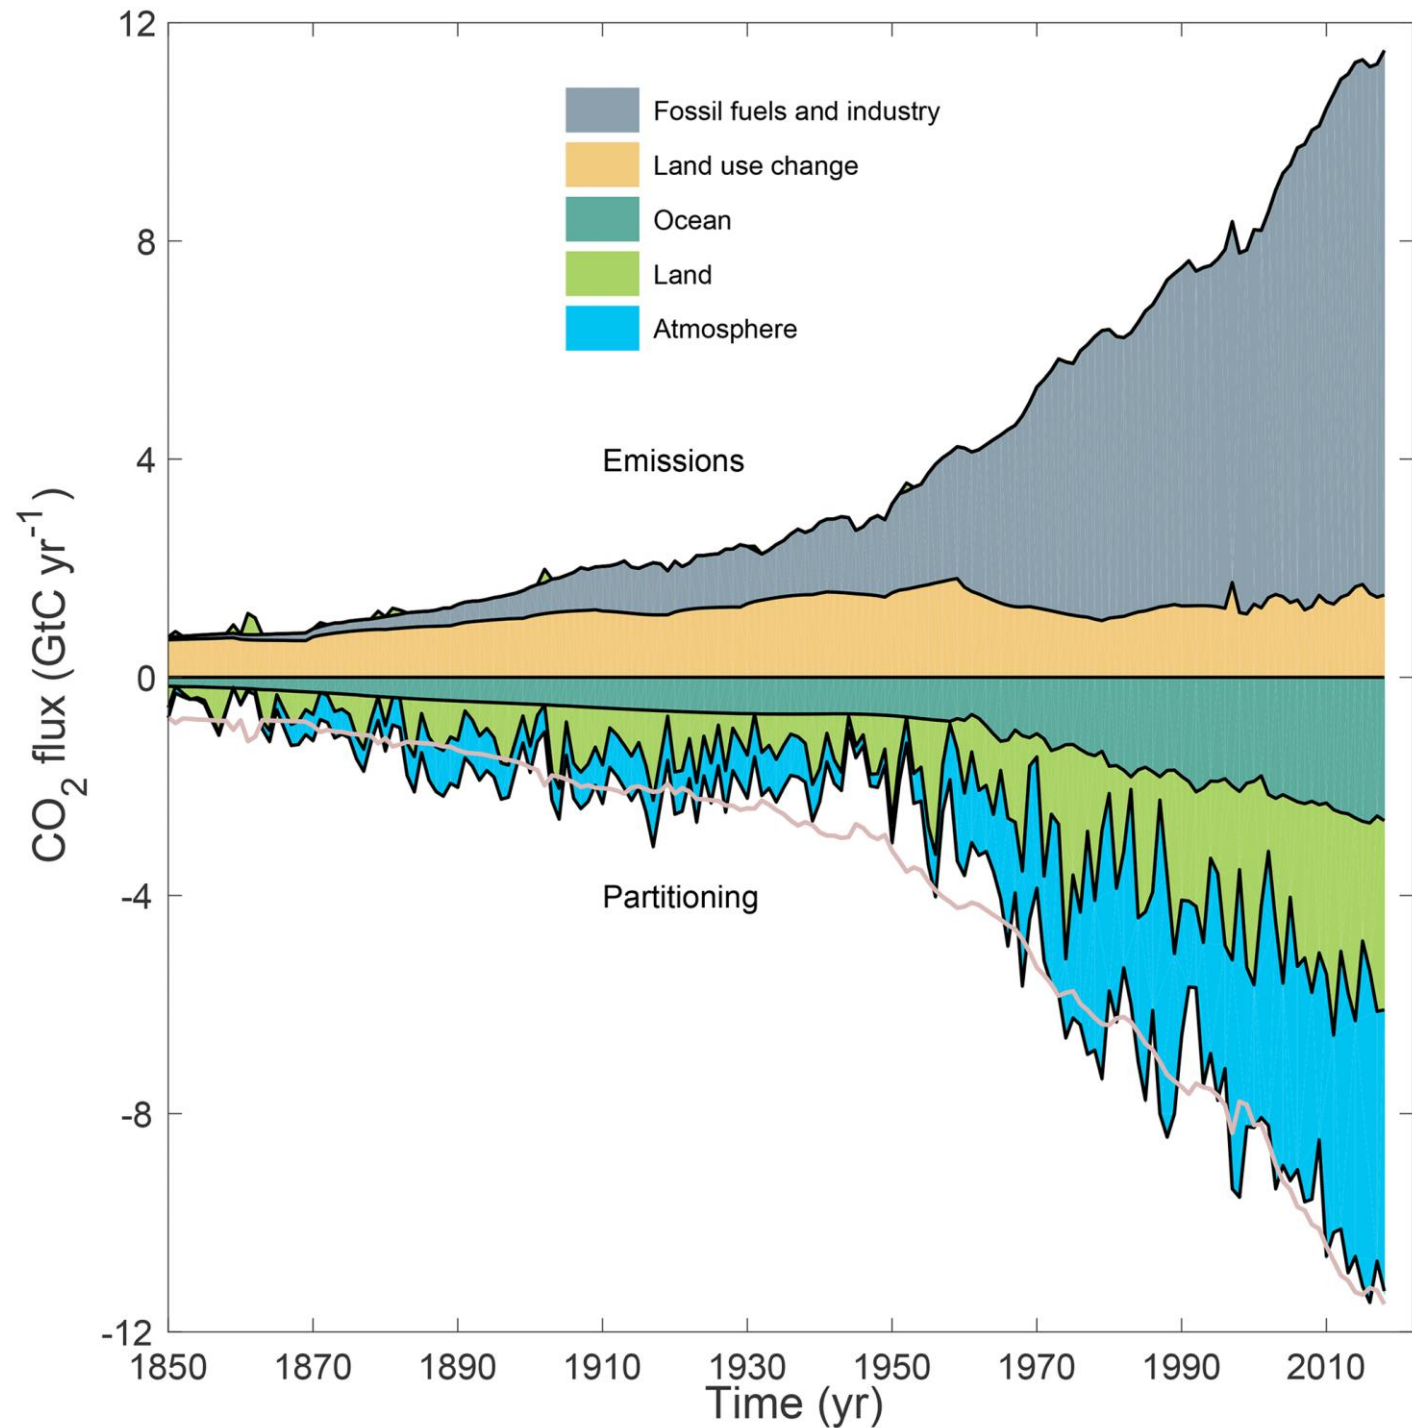 12
8
4
0
-4
-8
-12
CO2 flux (GtC yr-1)
Fossil fuels and industry
Land use change
Ocean
Land
Atmosphere
Emissions
Partitioning
1850 1870 1890 1910 1930 1950 1970 1990 2010
Time (yr)